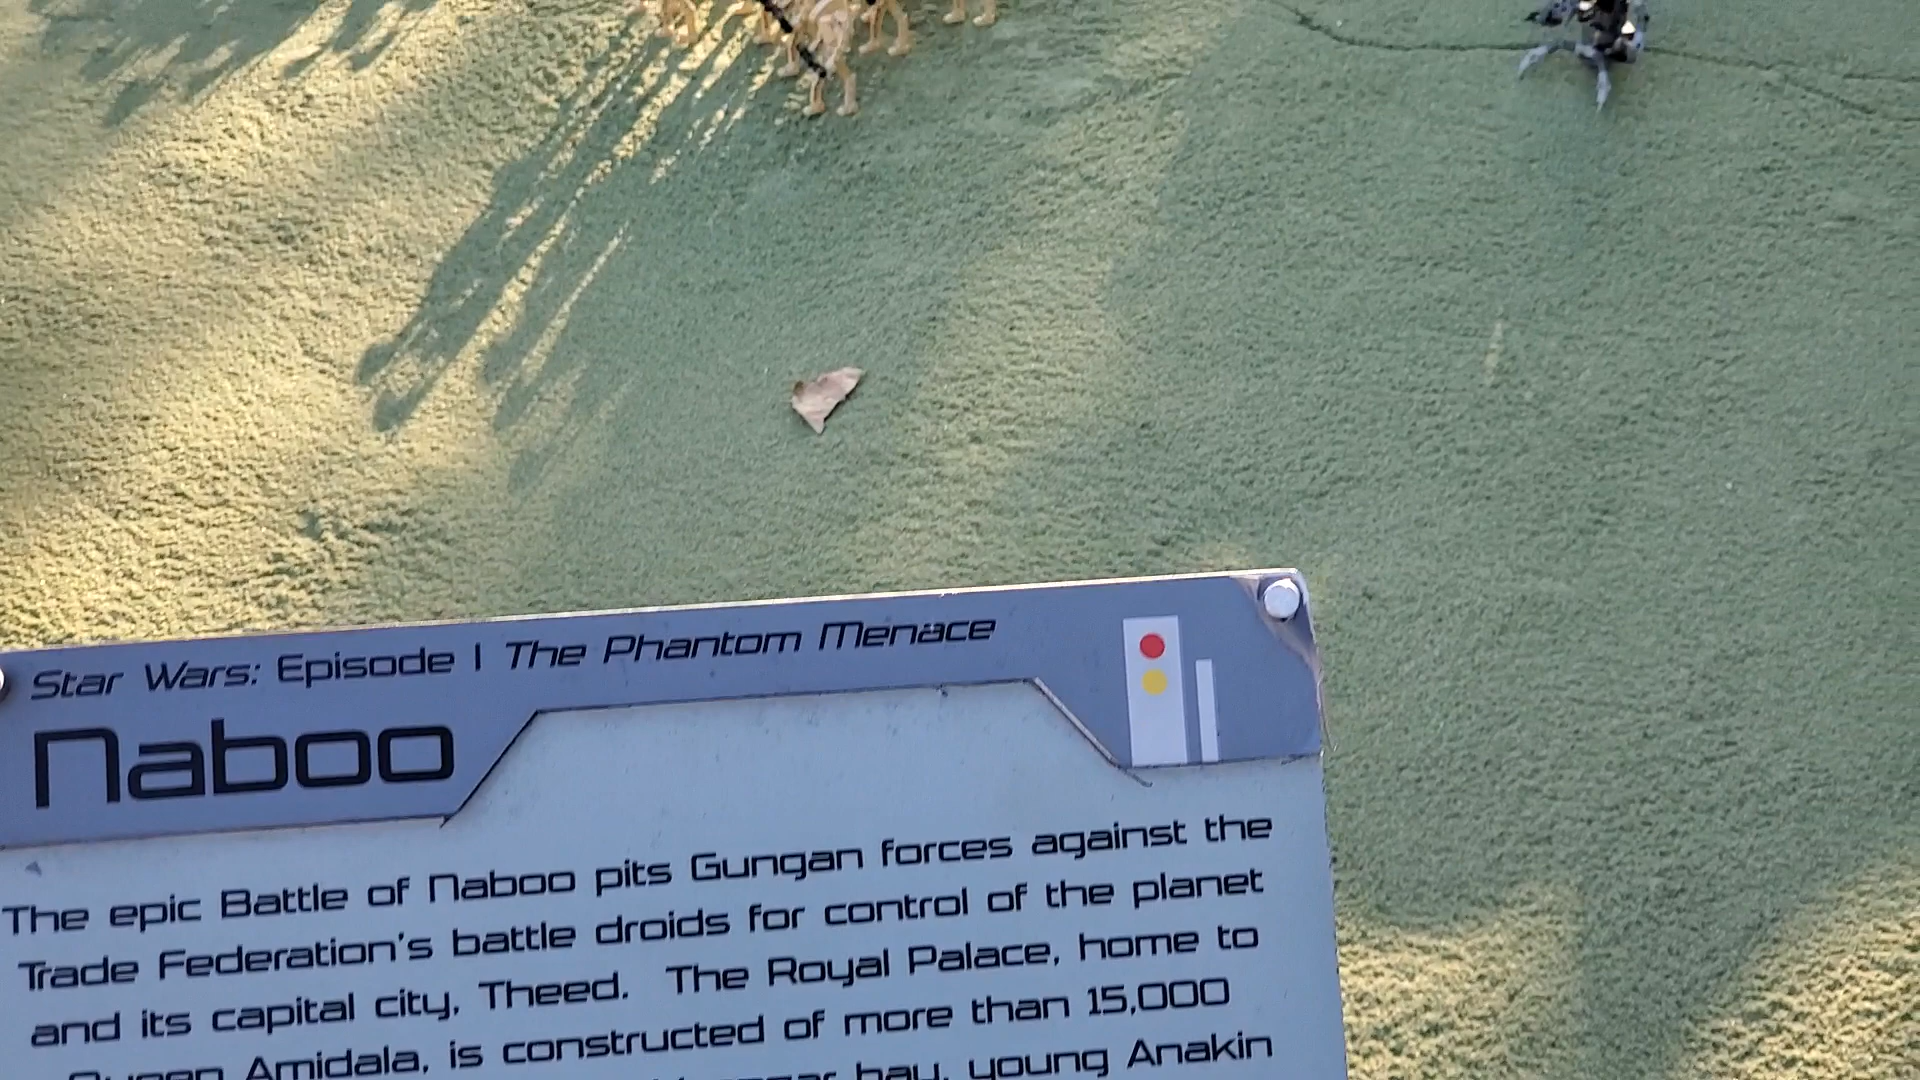 Star Wars: Episode I The Phantom Menace
Naboo
The epic Battle of Naboo pits Gungan forces against the
Trade Federation's battle droids for control of the planet
and its capital city, Theed. The Royal Palace, home to
Queen Amidala, is constructed of more than 15,000
bay, young Anakin